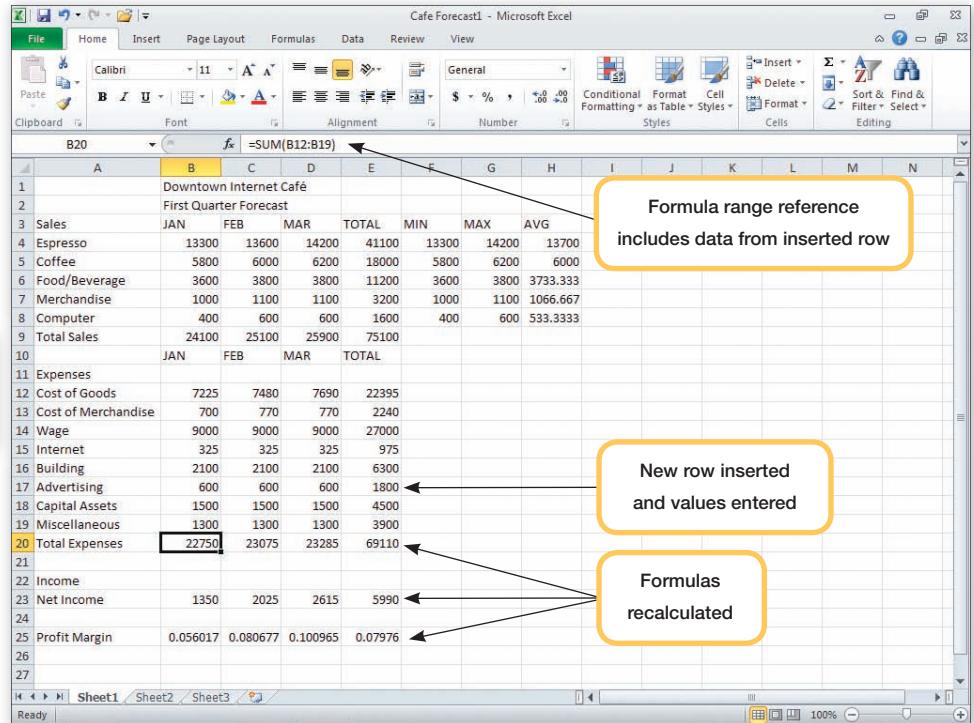 Cafe Forecast1 - Microsoft Excel
File Home Insert Page Layout Formulas Data Review View
Calibri 11 A A General
Paste B I U A $ % , .00 .0
Conditional Formatting Format as Table Cell Styles
Insert Delete Format
Σ Sort & Filter Find & Select
Clipboard Font Alignment Number Styles Cells Editing
B20 fx =SUM(B12:B19)
A B C D E F G H I J K L M N
1 Downtown Internet Café
2 First Quarter Forecast
3 Sales JAN FEB MAR TOTAL MIN MAX AVG
4 Espresso 13300 13600 14200 41100 13300 14200 13700
5 Coffee 5800 6000 6200 18000 5800 6200 6000
6 Food/Beverage 3600 3800 3800 11200 3600 3800 3733.333
7 Merchandise 1000 1100 1100 3200 1000 1100 1066.667
8 Computer 400 600 600 1600 400 600 533.3333
9 Total Sales 24100 25100 25900 75100
10 JAN FEB MAR TOTAL
11 Expenses
12 Cost of Goods 7225 7480 7690 22395
13 Cost of Merchandise 700 770 770 2240
14 Wage 9000 9000 9000 27000
15 Internet 325 325 325 975
16 Building 2100 2100 2100 6300
17 Advertising 600 600 600 1800
18 Capital Assets 1500 1500 1500 4500
19 Miscellaneous 1300 1300 1300 3900
20 Total Expenses 22750 23075 23285 69110
21
22 Income
23 Net Income 1350 2025 2615 5990
24
25 Profit Margin 0.056017 0.080677 0.100965 0.07976
26
27
Formula range reference
includes data from inserted row
New row inserted
and values entered
Formulas
recalculated
Sheet1 Sheet2 Sheet3
Ready 100%